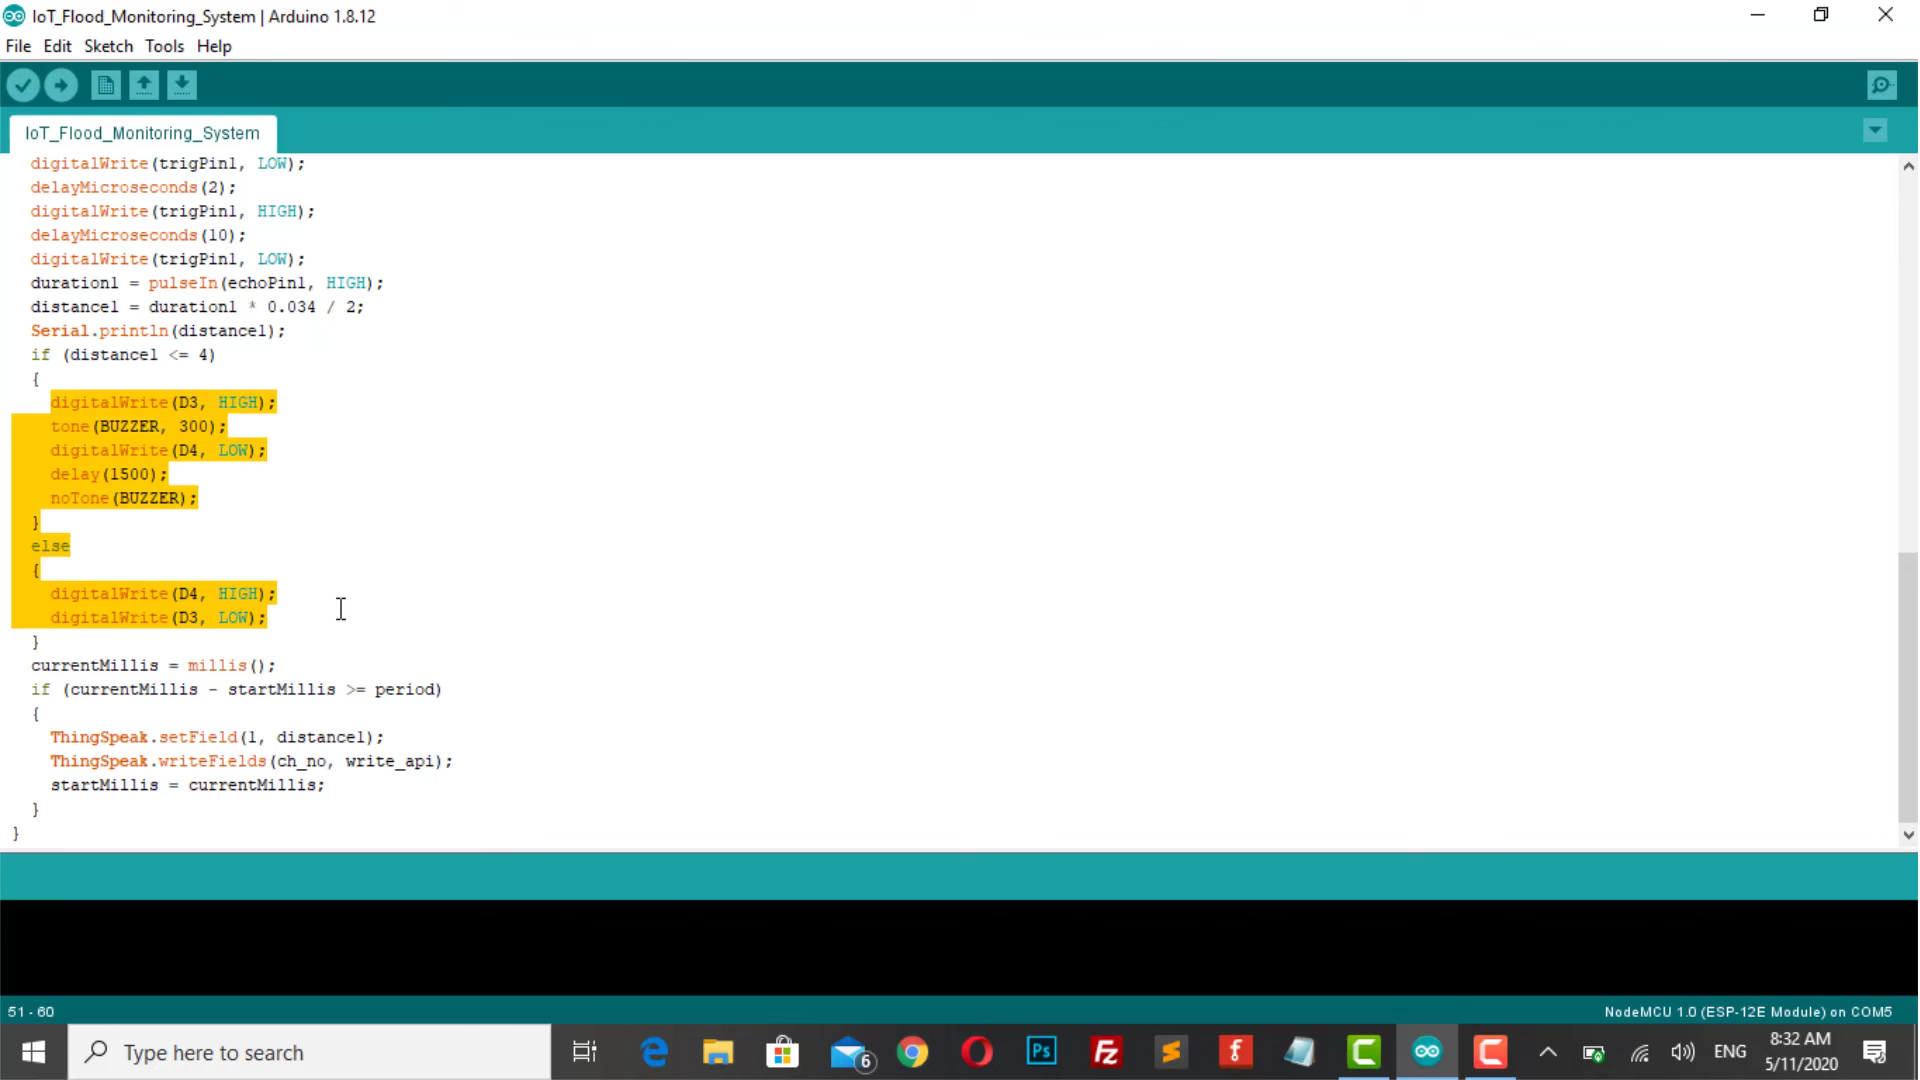 IoT_Flood_Monitoring_System | Arduino 1.8.12
File Edit Sketch Tools Help
IoT_Flood_Monitoring_System
digitalWrite(trigPin1, LOW);
delayMicroseconds(2);
digitalWrite(trigPin1, HIGH);
delayMicroseconds(10);
digitalWrite(trigPin1, LOW);
duration1 = pulseIn(echoPin1, HIGH);
distance1 = duration1 * 0.034 / 2;
Serial.println(distance1);
if (distance1 <= 4)
{
digitalWrite(D3, HIGH);
tone(BUZZER, 300);
digitalWrite(D4, LOW);
delay(1500);
noTone(BUZZER);
}
else
{
digitalWrite(D4, HIGH);
digitalWrite(D3, LOW);
}
currentMillis = millis();
if (currentMillis - startMillis >= period)
{
ThingSpeak.setField(1, distance1);
ThingSpeak.writeFields(ch_no, write_api);
startMillis = currentMillis;
}
}
51 - 60
NodeMCU 1.0 (ESP-12E Module) on COM5
Type here to search
6
Ps
Fz
ENG
8:32 AM
5/11/2020